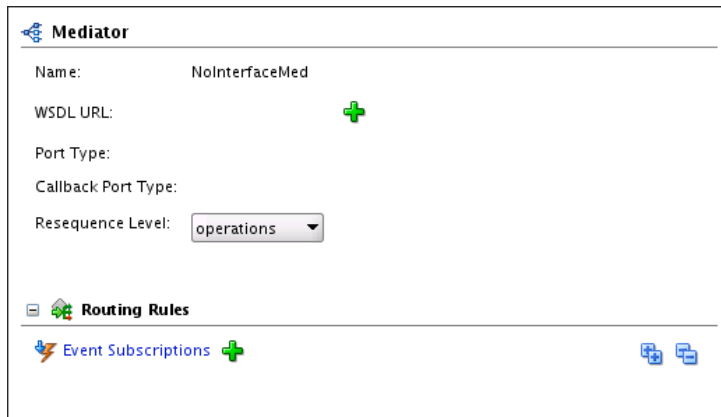 Mediator
Name: NoInterfaceMed
WSDL URL:
Port Type:
Callback Port Type:
Resequence Level: operations
Routing Rules
Event Subscriptions